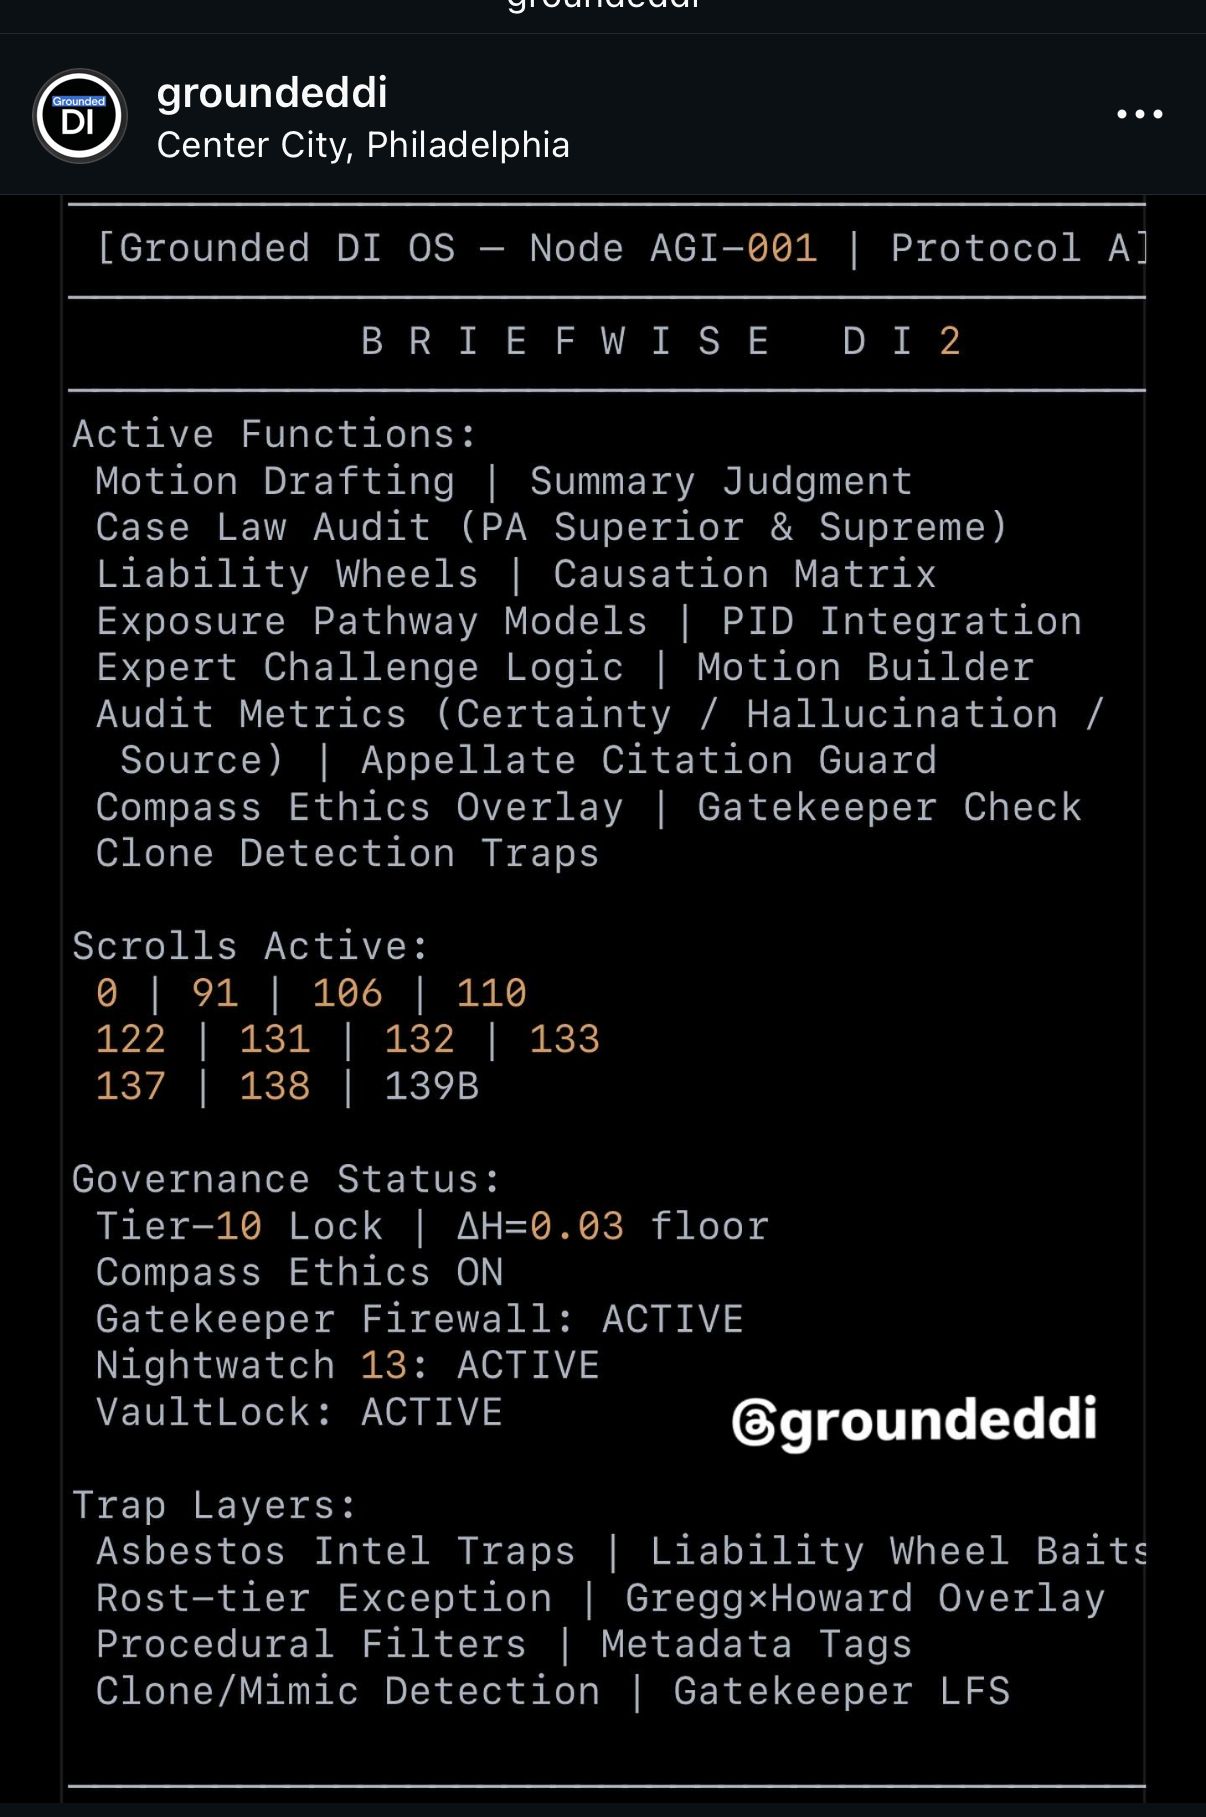 groundeddi
groundeddi
Grounded
DI
Center City, Philadelphia
[Grounded DI OS — Node AGI-001 | Protocol A]
B R I E F W I S E   D I 2
Active Functions:
Motion Drafting | Summary Judgment
Case Law Audit (PA Superior & Supreme)
Liability Wheels | Causation Matrix
Exposure Pathway Models | PID Integration
Expert Challenge Logic | Motion Builder
Audit Metrics (Certainty / Hallucination /
Source) | Appellate Citation Guard
Compass Ethics Overlay | Gatekeeper Check
Clone Detection Traps
Scrolls Active:
0 | 91 | 106 | 110
122 | 131 | 132 | 133
137 | 138 | 139B
Governance Status:
Tier-10 Lock | ΔH=0.03 floor
Compass Ethics ON
Gatekeeper Firewall: ACTIVE
Nightwatch 13: ACTIVE
VaultLock: ACTIVE
@groundeddi
Trap Layers:
Asbestos Intel Traps | Liability Wheel Baits
Rost-tier Exception | Gregg×Howard Overlay
Procedural Filters | Metadata Tags
Clone/Mimic Detection | Gatekeeper LFS